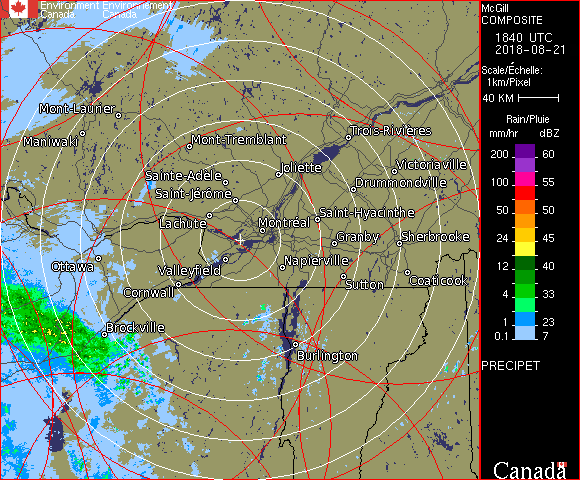 Environment Environnement
Canada Canada
McGill
COMPOSITE
1840 UTC
2018-08-21
Scale/Échelle:
1km/Pixel
40 KM
Rain/Pluie
mm/hr dBZ
200 60
100 55
50 50
24 45
12 40
4 33
1 23
0.1 7
PRECIPET
Canada
Mont-Laurier
Maniwaki
Mont-Tremblant
Trois-Rivières
Joliette
Victoriaville
Sainte-Adèle
Drummondville
Saint-Jérôme
Lachute
Saint-Hyacinthe
Montréal
Granby
Sherbrooke
Ottawa
Valleyfield
Napierville
Cornwall
Sutton
Coaticook
Brockville
Burlington